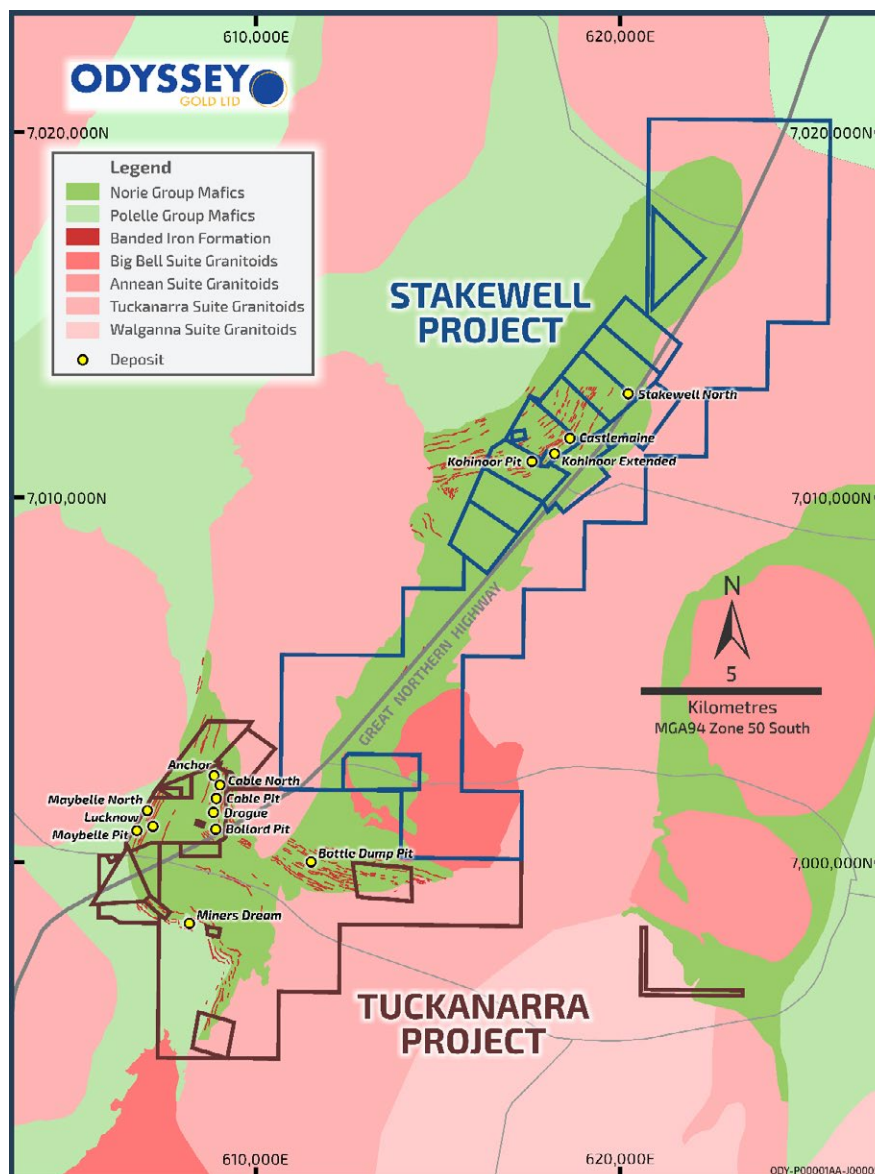 610,000E
620,000E
ODYSSEY
GOLD LTD
7,020,000N
7,020,000N
Legend
Norie Group Mafics
Polelle Group Mafics
Banded Iron Formation
Big Bell Suite Granitoids
Annean Suite Granitoids
Tuckanarra Suite Granitoids
Walganna Suite Granitoids
Deposit
STAKEWELL
PROJECT
Stakewell North
Castlemaine
Kohinoor Pit
Kohinoor Extended
7,010,000N
7,010,000N
GREAT NORTHERN HIGHWAY
N
5
Kilometres
MGA94 Zone 50 South
Anchor
Cable North
Maybelle North
Cable Pit
Lucknow
Drogue
Maybelle Pit
Bollard Pit
Bottle Dump Pit
7,000,000N
Miners Dream
TUCKANARRA
PROJECT
610,000E
620,000E